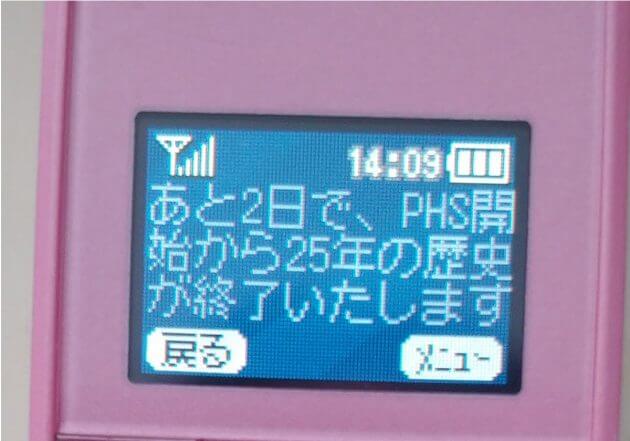 14:09
あと2日で、PHS開
始から25年の歴史
が終了いたします
戻る メニュー